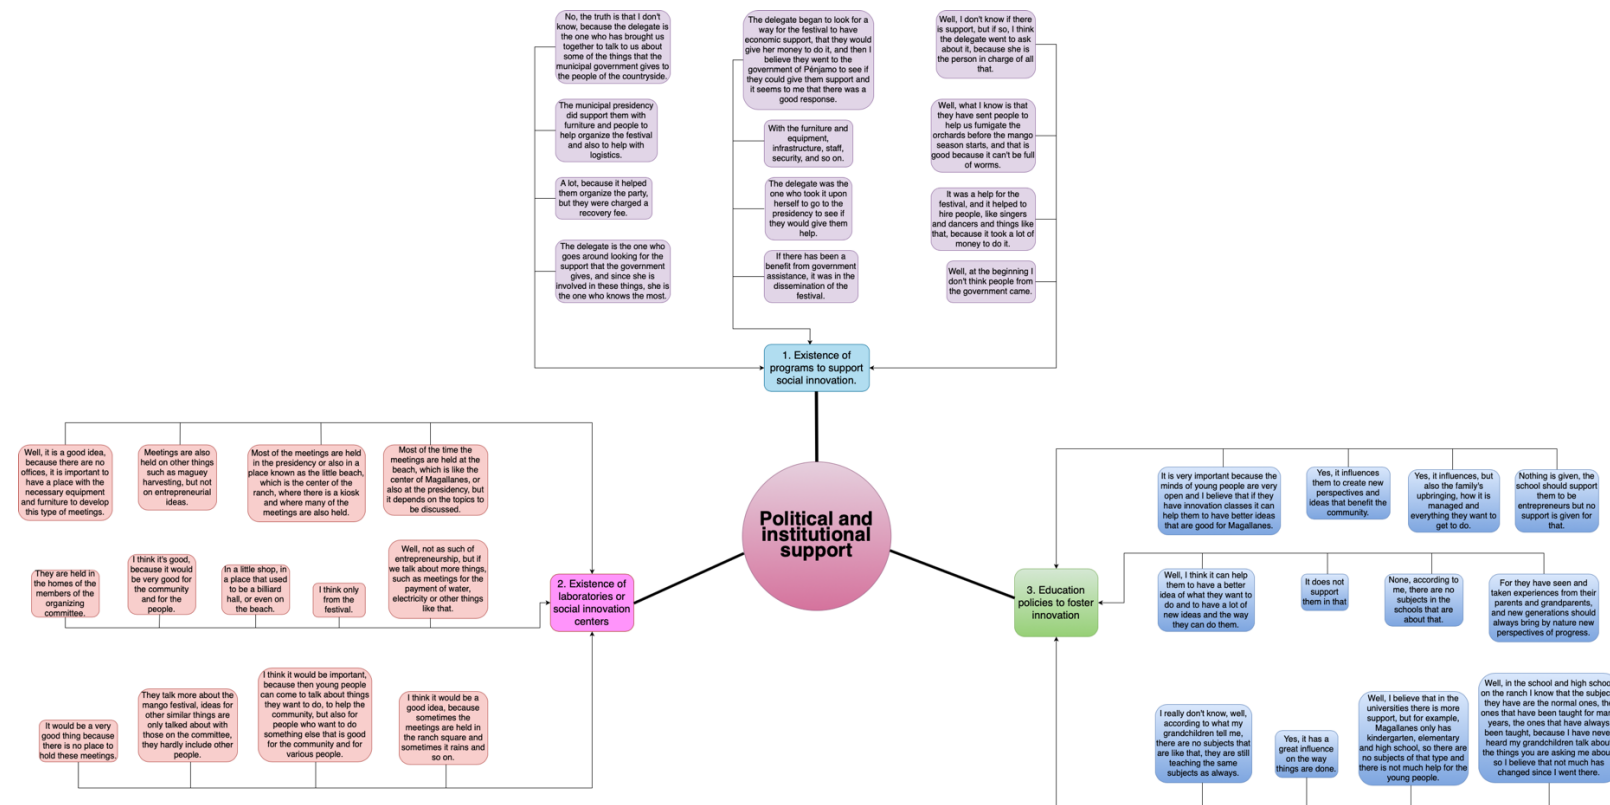 No, the truth is that I don't
know, because the delegate is
the one who has brought us
together to talk to us about
some of the things that the
municipal government gives to
the people of the countryside.
The municipal presidency
did support them with
furniture and people to
help organize the festival
and also to help with
logistics.
A lot, because it helped
them organize the party,
but they were charged a
recovery fee.
The delegate is the one who
goes around looking for the
support that the government
gives, and since she is
involved in these things, she is
the one who knows the most.
The delegate began to look for a
way for the festival to have
economic support, that they would
give her money to do it, and then I
believe they went to the
government of Pénjamo to see if
they could give them support and
it seems to me that there was a
good response.
With the furniture and
equipment,
infrastructure, staff,
security, and so on.
The delegate was the
one who took it upon
herself to go to the
presidency to see if
they would give them
help.
If there has been a
benefit from government
assistance, it was in the
dissemination of the
festival.
Well, I don't know if there
is support, but if so, I think
the delegate went to ask
about it, because she is
the person in charge of all
that.
Well, what I know is that
they have sent people to
help us fumigate the
orchards before the mango
season starts, and that is
good because it can't be full
of worms.
It was a help for the
festival, and it helped to
hire people, like singers
and dancers and things like
that, because it took a lot of
money to do it.
Well, at the beginning I
don't think people from
the government came.
1. Existence of
programs to support
social innovation.
Political and
institutional
support
Well, it is a good idea,
because there are no
offices, it is important to
have a place with the
necessary equipment
and furniture to develop
this type of meetings.
Meetings are also
held on other things
such as maguey
harvesting, but not
on entrepreneurial
ideas.
Most of the meetings are held
in the presidency or also in a
place known as the little beach,
which is the center of the
ranch, where there is a kiosk
and where many of the
meetings are also held.
Most of the time the
meetings are held at the
beach, which is like the
center of Magallanes, or
also at the presidency, but
it depends on the topics to
be discussed.
They are held in
the homes of the
members of the
organizing
committee.
I think it's good,
because it would
be very good for
the community
and for the
people.
In a little shop, in
a place that used
to be a billiard
hall, or even on
the beach.
I think only
from the
festival.
Well, not as such of
entrepreneurship, but if
we talk about more things,
such as meetings for the
payment of water,
electricity or other things
like that.
2. Existence of
laboratories or
social innovation
centers
It would be a very
good thing because
there is no place to
hold these meetings.
They talk more about the
mango festival, ideas for
other similar things are
only talked about with
those on the committee,
they hardly include other
people.
I think it would be important,
because then young people
can come to talk about things
they want to do, to help the
community, but also for
people who want to do
something else that is good
for the community and for
various people.
I think it would be a
good idea, because
sometimes the
meetings are held in
the ranch square and
sometimes it rains and
so on.
3. Education
policies to foster
innovation
It is very important because the
minds of young people are very
open and I believe that if they
have innovation classes it can
help them to have better ideas
that are good for Magallanes.
Yes, it influences
them to create new
perspectives and
ideas that benefit the
community.
Yes, it influences, but
also the family's
upbringing, how it is
managed and
everything they want to
get to do.
Nothing is given, the
school should support
them to be
entrepreneurs but no
support is given for
that.
Well, I think it can help
them to have a better
idea of what they want to
do and to have a lot of
new ideas and the way
they can do them.
It does not
support
them in that
None, according to
me, there are no
subjects in the
schools that are
about that.
For they have seen and
taken experiences from their
parents and grandparents,
and new generations should
always bring by nature new
perspectives of progress.
I really don't know, well,
according to what my
grandchildren tell me,
there are no subjects that
are like that, they are still
teaching the same
subjects as always.
Yes, it has a
great influence
on the way
things are done.
Well, I believe that in the
universities there is more
support, but for example,
Magallanes only has
kindergarten, elementary
and high school, so there are
no subjects of that type and
there is not much help for the
young people.
Well, in the school and high
on the ranch I know that the
they have are the normal ones,
ones that have been taught for
years, the ones that have always
been taught, because I have
heard my grandchildren talk
the things you are asking me
so I believe that not much has
changed since I went there.